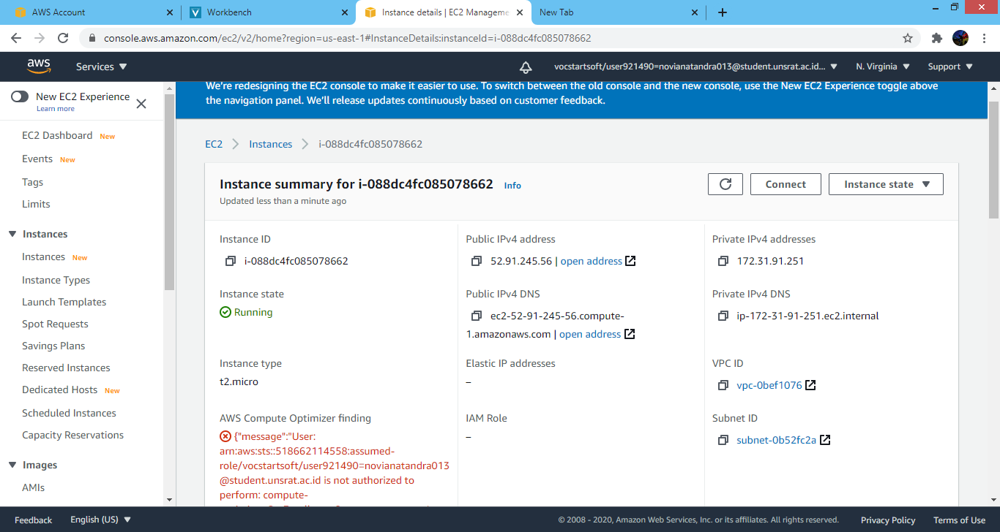 AWS Account
Workbench
Instance details | EC2 Manageme
New Tab
console.aws.amazon.com/ec2/v2/home?region=us-east-1#InstanceDetails:instanceId=i-088dc4fc085078662
aws
Services
vocstartsoft/user921490=novianatandra013@student.unsrat.ac.id...
N. Virginia
Support
New EC2 Experience
Learn more
We're redesigning the EC2 console to make it easier to use. To switch between the old console and the new console, use the New EC2 Experience toggle above
the navigation panel. We'll release updates continuously based on customer feedback.
EC2 Dashboard New
Events New
Tags
Limits
Instances
Instances New
Instance Types
Launch Templates
Spot Requests
Savings Plans
Reserved Instances
Dedicated Hosts New
Scheduled Instances
Capacity Reservations
Images
AMIs
EC2 > Instances > i-088dc4fc085078662
Instance summary for i-088dc4fc085078662 Info
Updated less than a minute ago
Connect
Instance state
Instance ID
i-088dc4fc085078662
Public IPv4 address
52.91.245.56 | open address
Private IPv4 addresses
172.31.91.251
Instance state
Running
Public IPv4 DNS
ec2-52-91-245-56.compute-
1.amazonaws.com | open address
Private IPv4 DNS
ip-172-31-91-251.ec2.internal
Instance type
t2.micro
Elastic IP addresses
–
VPC ID
vpc-0bef1076
AWS Compute Optimizer finding
{"message":"User:
arn:aws:sts::518662114558:assumed-
role/vocstartsoft/user921490=novianatandra013
@student.unsrat.ac.id is not authorized to
perform: compute-
IAM Role
–
Subnet ID
subnet-0b52fc2a
Feedback
English (US)
© 2008 - 2020, Amazon Web Services, Inc. or its affiliates. All rights reserved.
Privacy Policy
Terms of Use